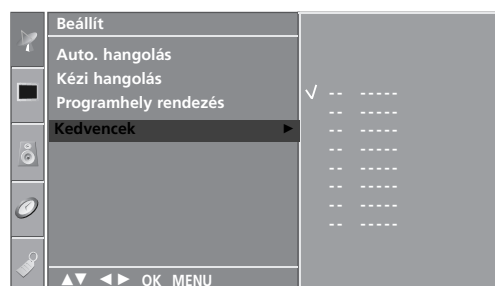 Beállít
Auto. hangolás
Kézi hangolás
Programhely rendezés
Kedvencek ►
√ -- -----
-- -----
-- -----
-- -----
-- -----
-- -----
-- -----
-- -----
▲▼ ◄► OK MENU